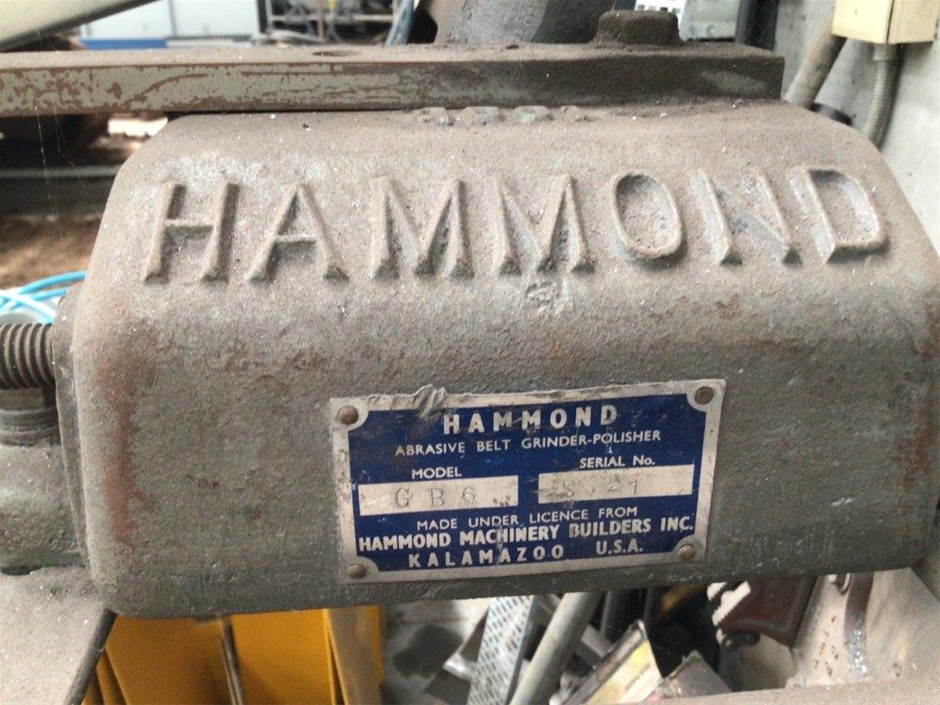 HAMMOND
HAMMOND
ABRASIVE BELT GRINDER-POLISHER
MODEL SERIAL No.
GB6 S 21
MADE UNDER LICENCE FROM
HAMMOND MACHINERY BUILDERS INC.
KALAMAZOO U.S.A.